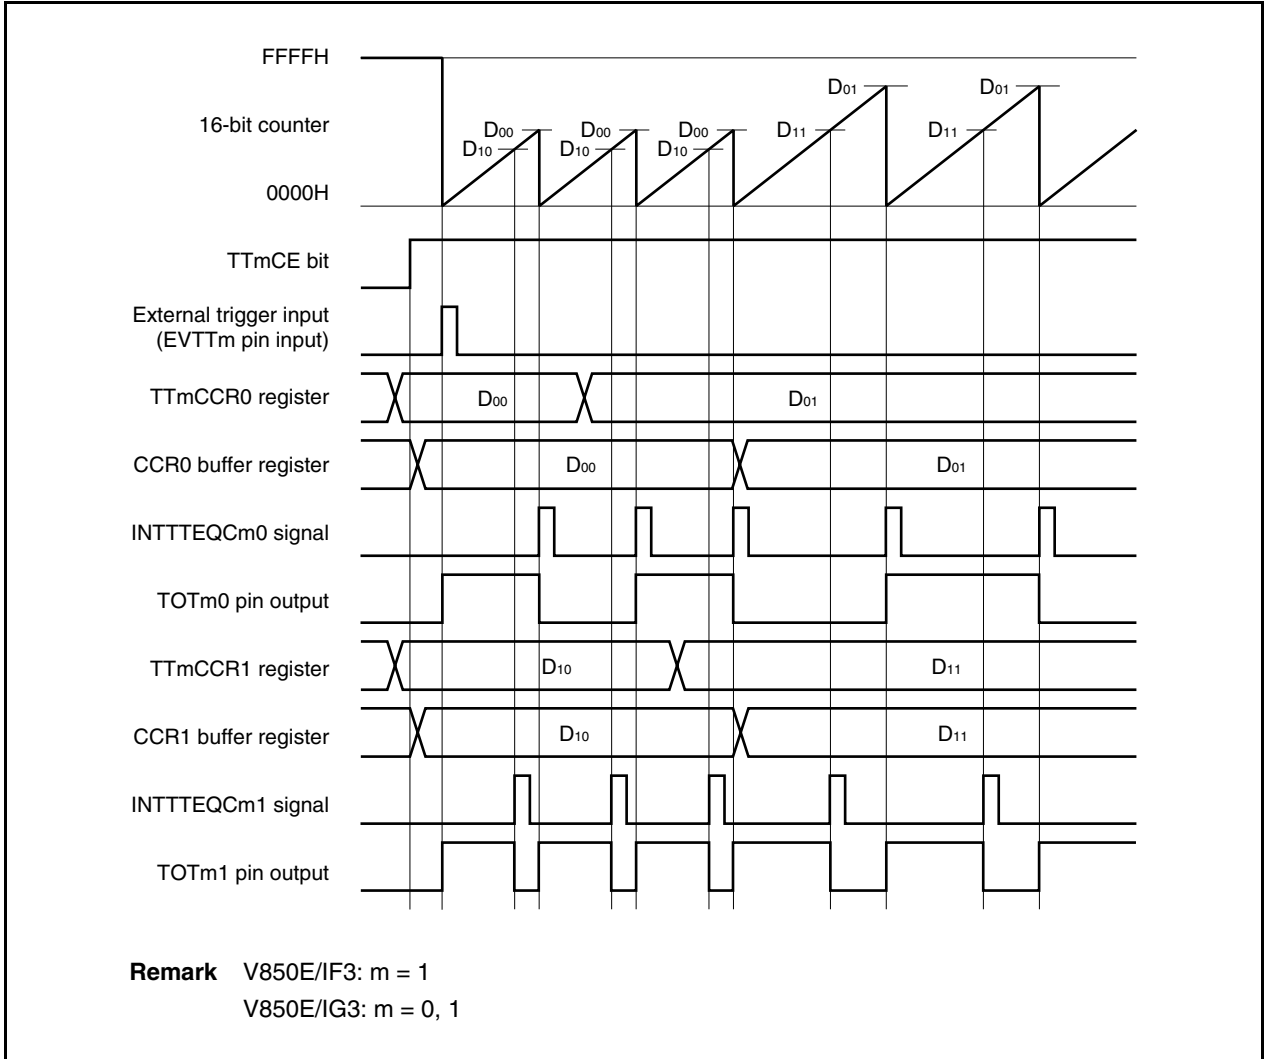 FFFFH
16-bit counter
0000H
D01 D01
D00 D00 D00 D11 D11
D10 D10 D10
TTmCE bit
External trigger input
(EVTTm pin input)
TTmCCR0 register D00 D01
CCR0 buffer register D00 D01
INTTTEQCm0 signal
TOTm0 pin output
TTmCCR1 register D10 D11
CCR1 buffer register D10 D11
INTTTEQCm1 signal
TOTm1 pin output
Remark V850E/IF3: m = 1
V850E/IG3: m = 0, 1